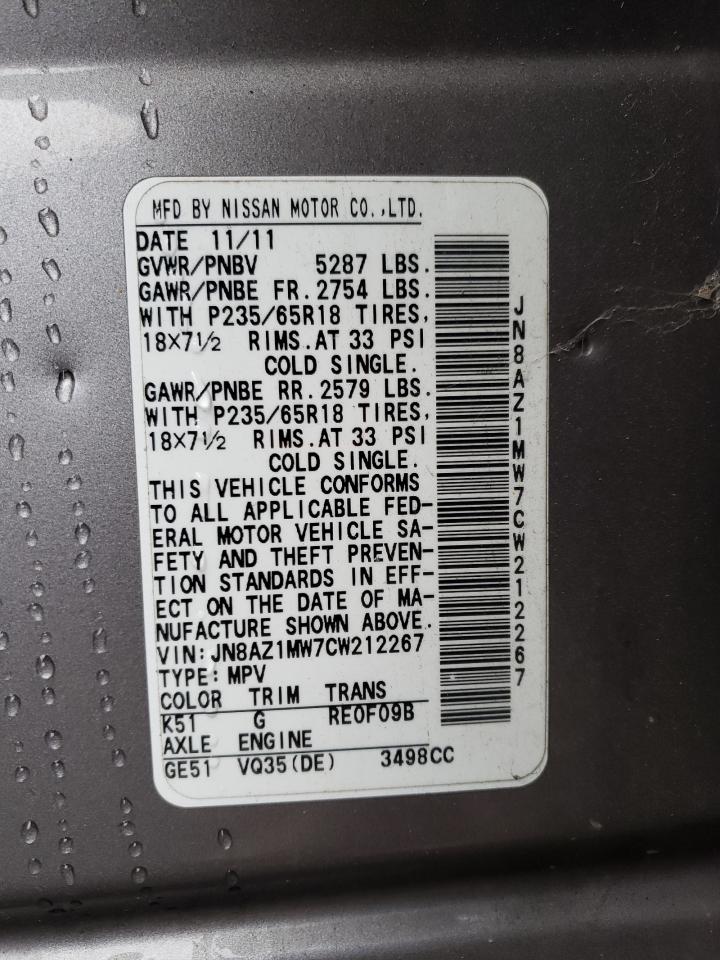 MFD BY NISSAN MOTOR CO.,LTD.
DATE 11/11
GVWR/PNBV 5287 LBS.
GAWR/PNBE FR. 2754 LBS.
WITH P235/65R18 TIRES,
18×7½ RIMS. AT 33 PSI
COLD SINGLE.
GAWR/PNBE RR. 2579 LBS.
WITH P235/65R18 TIRES,
18×7½ RIMS. AT 33 PSI
COLD SINGLE.
THIS VEHICLE CONFORMS
TO ALL APPLICABLE FED-
ERAL MOTOR VEHICLE SA-
FETY AND THEFT PREVEN-
TION STANDARDS IN EFF-
ECT ON THE DATE OF MA-
NUFACTURE SHOWN ABOVE.
VIN: JN8AZ1MW7CW212267
TYPE: MPV
COLOR TRIM TRANS
K51 G RE0F09B
AXLE ENGINE
GE51 VQ35(DE) 3498CC
JN8AZ1MW7CW212267